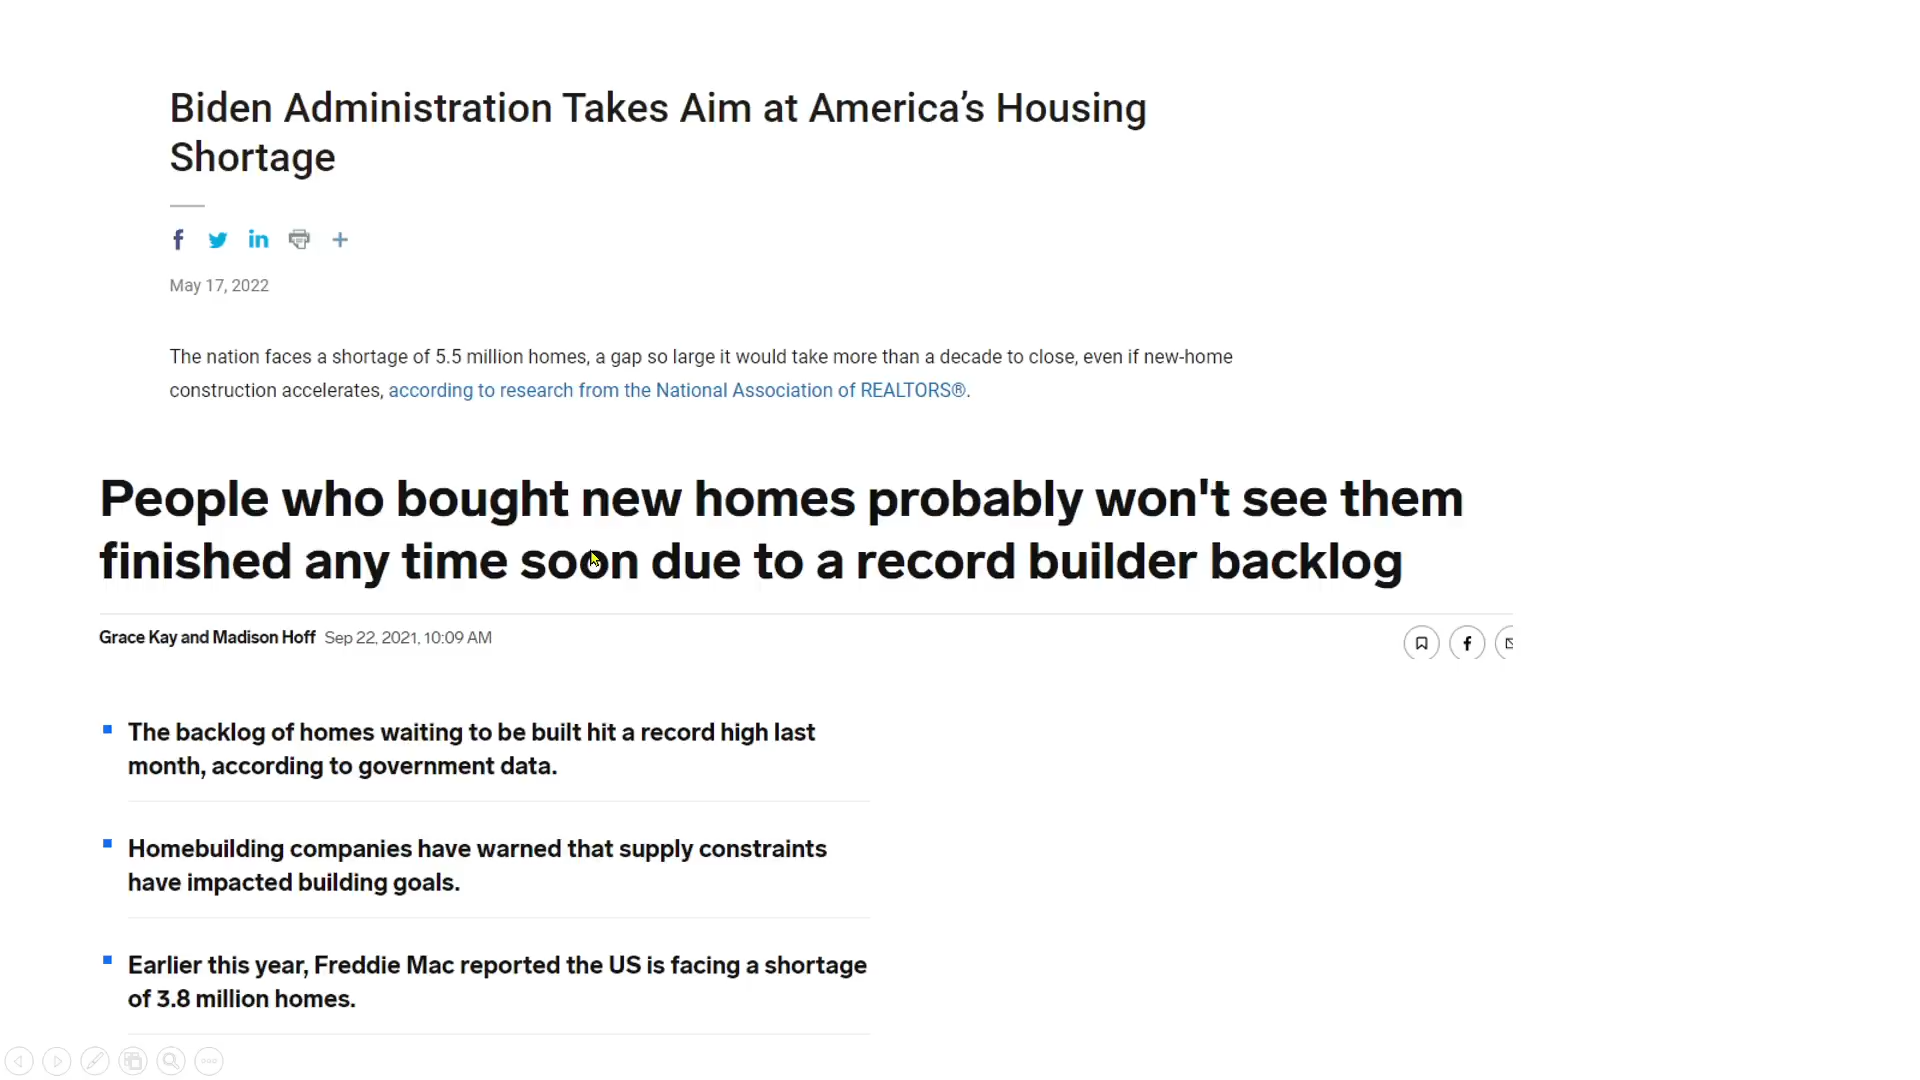 Biden Administration Takes Aim at America’s Housing
Shortage
May 17, 2022
The nation faces a shortage of 5.5 million homes, a gap so large it would take more than a decade to close, even if new-home
construction accelerates, according to research from the National Association of REALTORS®.
People who bought new homes probably won't see them
finished any time soon due to a record builder backlog
Grace Kay and Madison Hoff Sep 22, 2021, 10:09 AM
The backlog of homes waiting to be built hit a record high last
month, according to government data.
Homebuilding companies have warned that supply constraints
have impacted building goals.
Earlier this year, Freddie Mac reported the US is facing a shortage
of 3.8 million homes.